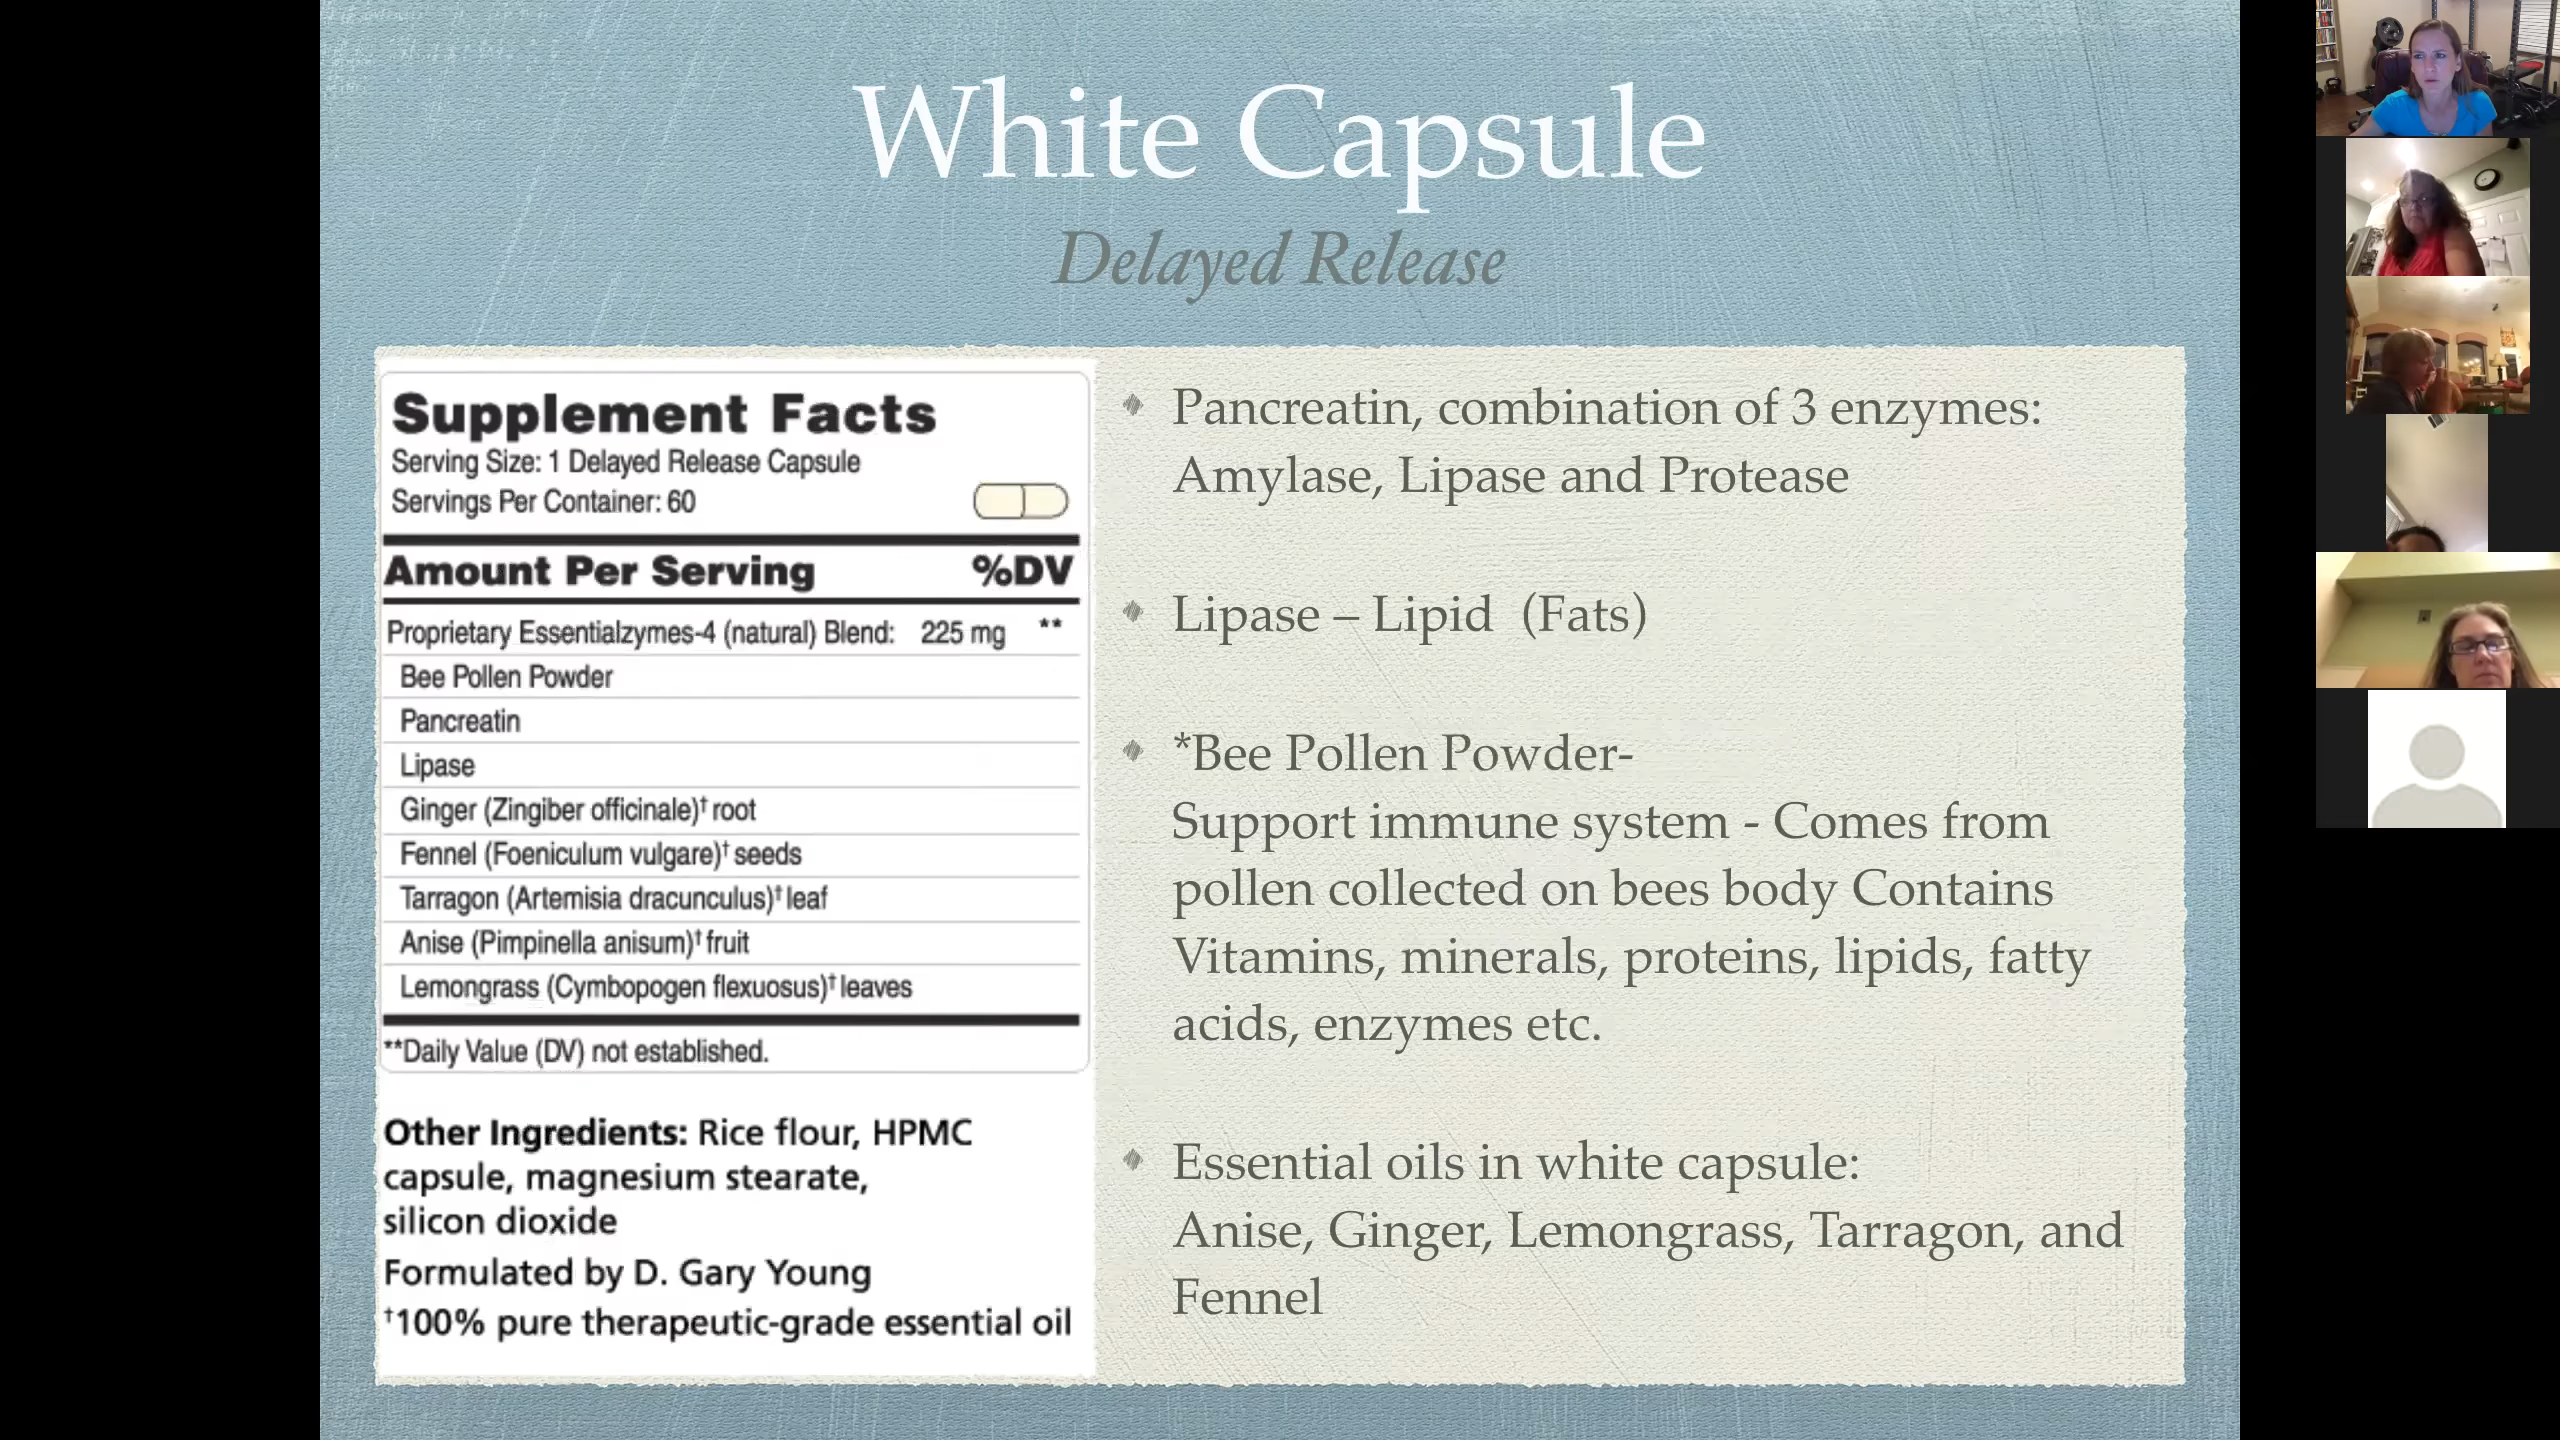 White Capsule
Delayed Release
Supplement Facts
Serving Size: 1 Delayed Release Capsule
Servings Per Container: 60
Amount Per Serving %DV
Proprietary Essentialzymes-4 (natural) Blend: 225 mg **
Bee Pollen Powder
Pancreatin
Lipase
Ginger (Zingiber officinale)† root
Fennel (Foeniculum vulgare)† seeds
Tarragon (Artemisia dracunculus)† leaf
Anise (Pimpinella anisum)† fruit
Lemongrass (Cymbopogen flexuosus)† leaves
**Daily Value (DV) not established.
Other Ingredients: Rice flour, HPMC
capsule, magnesium stearate,
silicon dioxide
Formulated by D. Gary Young
†100% pure therapeutic-grade essential oil
Pancreatin, combination of 3 enzymes:
Amylase, Lipase and Protease
Lipase – Lipid (Fats)
*Bee Pollen Powder-
Support immune system - Comes from
pollen collected on bees body Contains
Vitamins, minerals, proteins, lipids, fatty
acids, enzymes etc.
Essential oils in white capsule:
Anise, Ginger, Lemongrass, Tarragon, and
Fennel